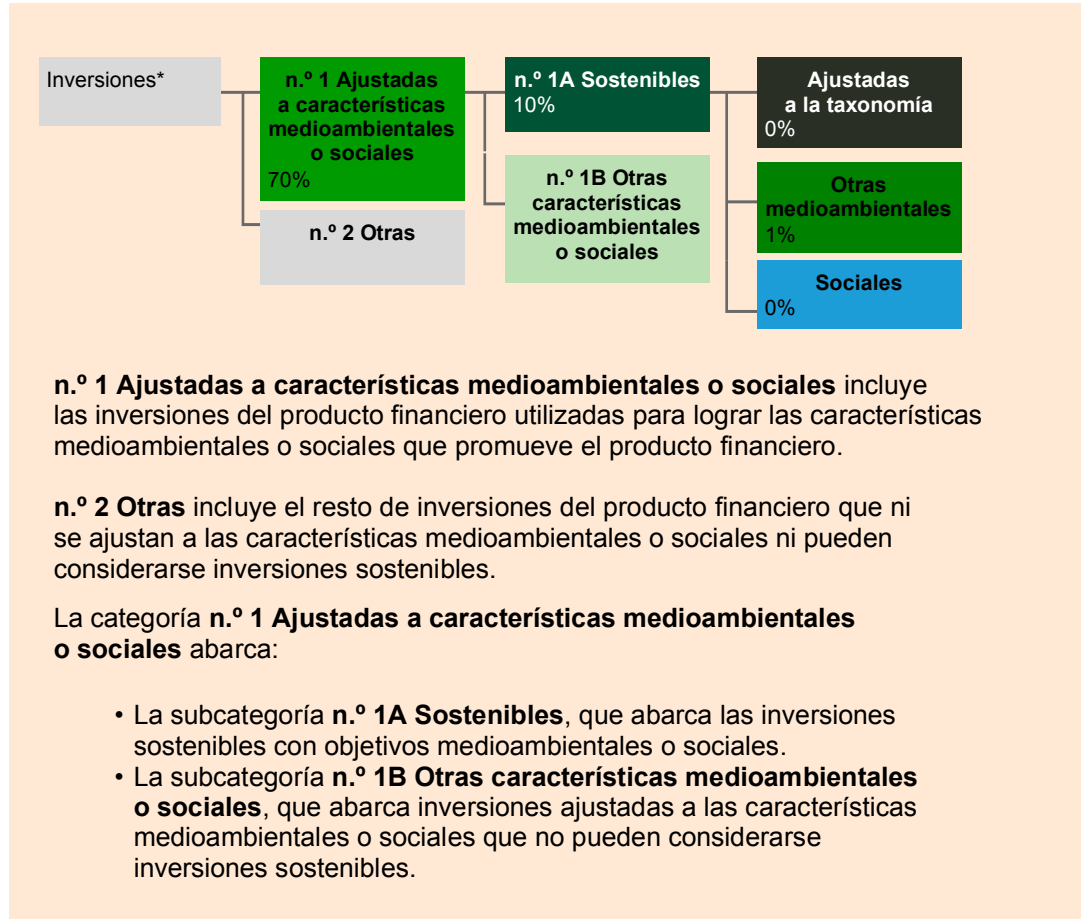 Inversiones*
n.º 1 Ajustadas
a características
medioambientales
o sociales
70%
n.º 2 Otras
n.º 1A Sostenibles
10%
n.º 1B Otras
características
medioambientales
o sociales
Ajustadas
a la taxonomía
0%
Otras
medioambientales
1%
Sociales
0%
n.º 1 Ajustadas a características medioambientales o sociales incluye
las inversiones del producto financiero utilizadas para lograr las características
medioambientales o sociales que promueve el producto financiero.
n.º 2 Otras incluye el resto de inversiones del producto financiero que ni
se ajustan a las características medioambientales o sociales ni pueden
considerarse inversiones sostenibles.
La categoría n.º 1 Ajustadas a características medioambientales
o sociales abarca:
• La subcategoría n.º 1A Sostenibles, que abarca las inversiones
sostenibles con objetivos medioambientales o sociales.
• La subcategoría n.º 1B Otras características medioambientales
o sociales, que abarca inversiones ajustadas a las características
medioambientales o sociales que no pueden considerarse
inversiones sostenibles.